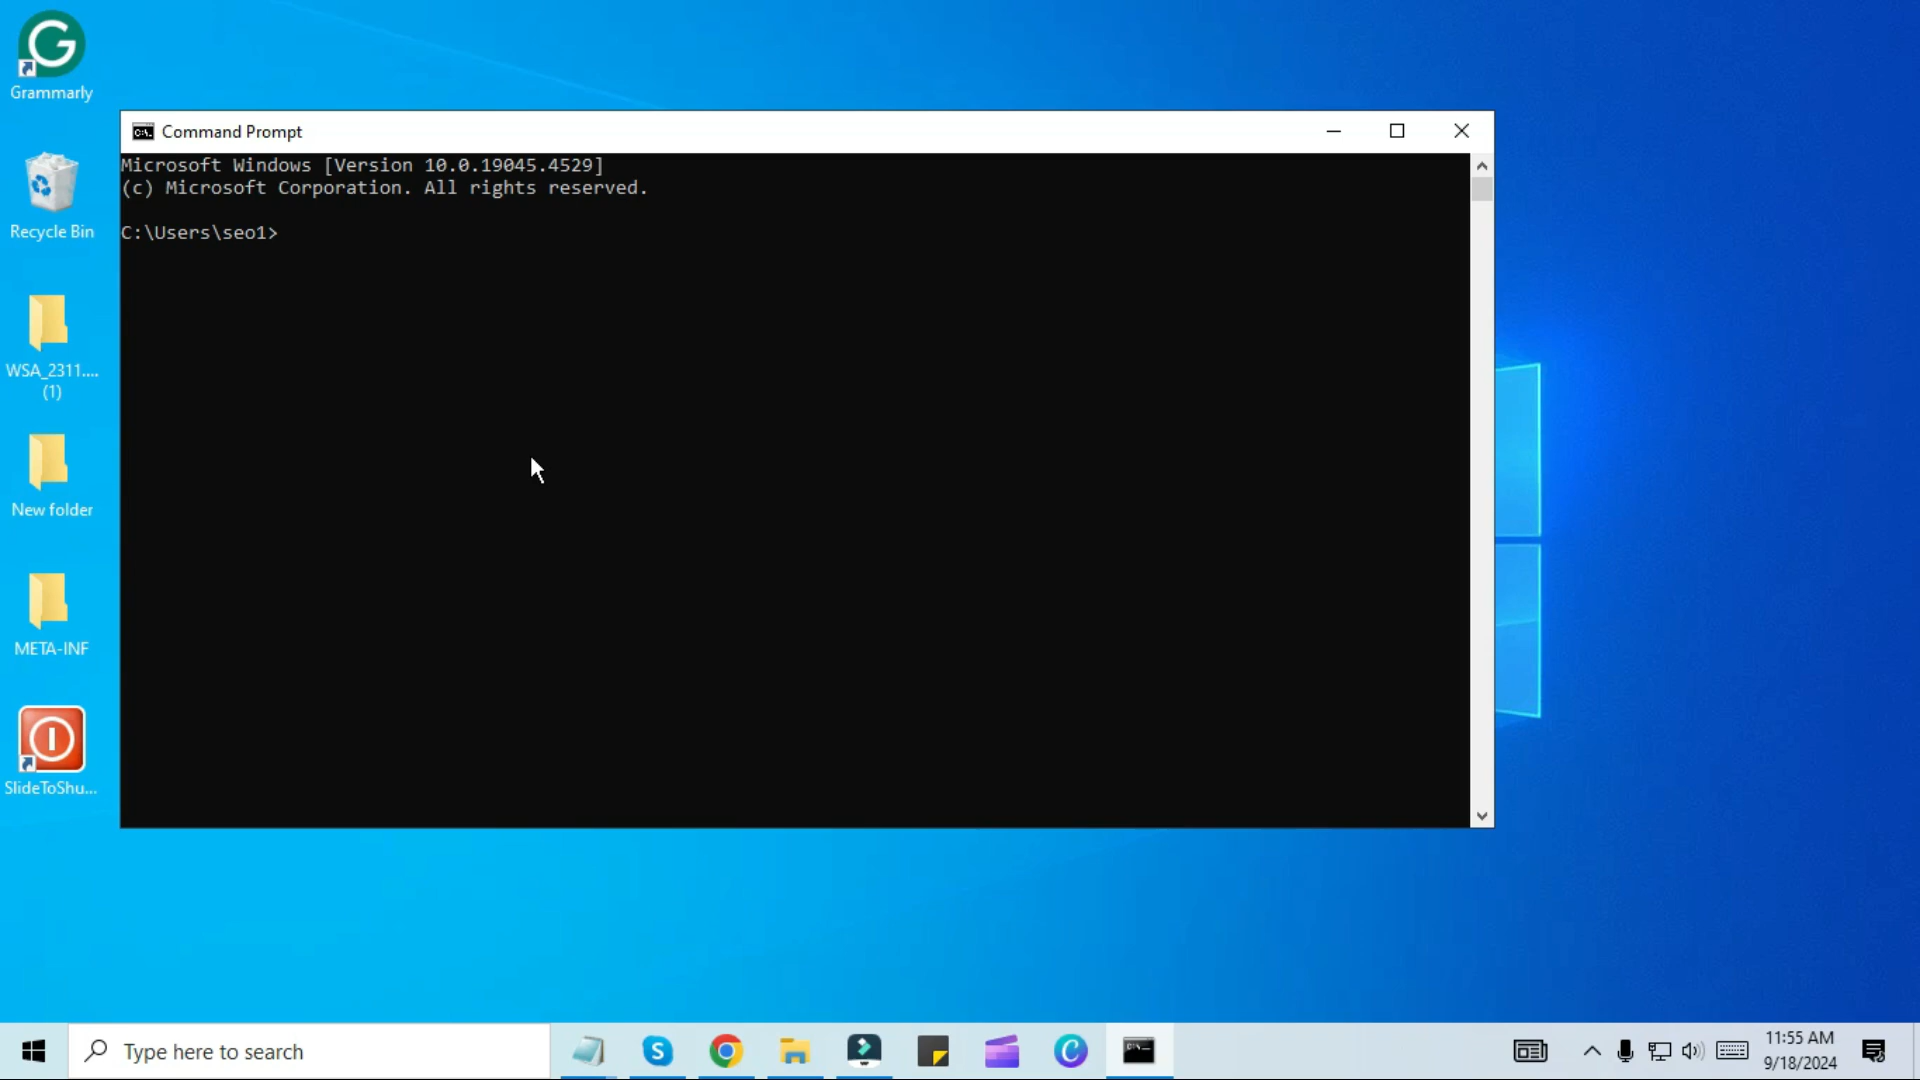 Grammarly
Recycle Bin
WSA_2311....
(1)
New folder
META-INF
SlideToShu...
Command Prompt
Microsoft Windows [Version 10.0.19045.4529]
(c) Microsoft Corporation. All rights reserved.
C:\Users\seo1>
Type here to search
11:55 AM
9/18/2024